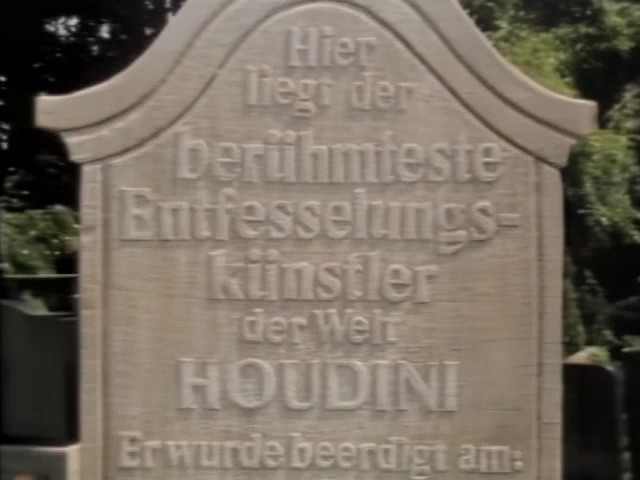 Hier
liegt der
berühmteste
Entfesselungs-
künstler
der Welt
HOUDINI
Er wurde beerdigt am: